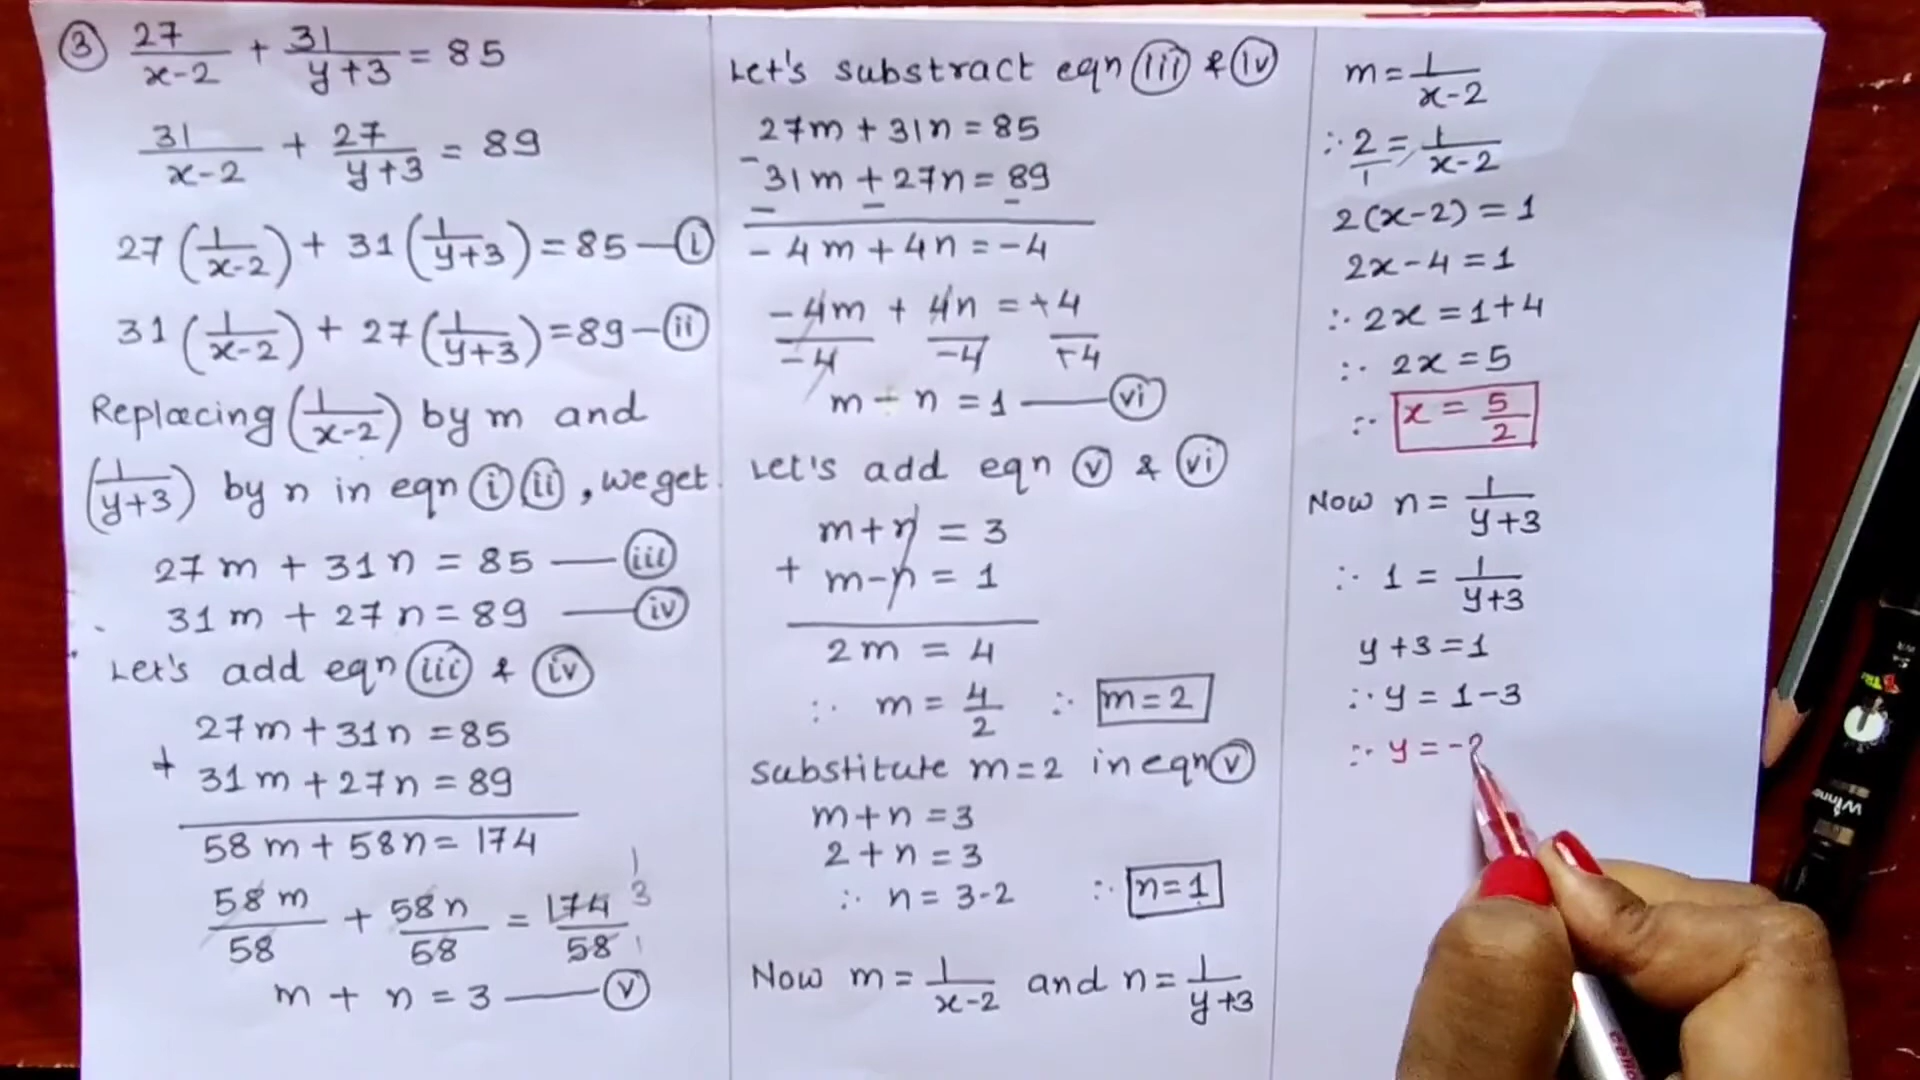 ③ 27/(x-2) + 31/(y+3) = 85
31/(x-2) + 27/(y+3) = 89
27 (1/(x-2)) + 31 (1/(y+3)) = 85 — ⓘ
31 (1/(x-2)) + 27 (1/(y+3)) = 89 — (ii)
Replacing (1/(x-2)) by m and
(1/(y+3)) by n in eqn (i) (ii), we get
27m + 31n = 85 — (iii)
31m + 27n = 89 — (iv)
Let's add eqn (iii) & (iv)
27m + 31n = 85
+ 31m + 27n = 89
58m + 58n = 174
58m/58 + 58n/58 = 174/58 1 3 1
m + n = 3 — (v)
Let's substract eqn (iii) & (iv)
27m + 31n = 85
- 31m + 27n = 89
- - -
-4m + 4n = -4
-4m/-4 + 4n/-4 = +4/+4
m - n = 1 — (vi)
Let's add eqn (v) & (vi)
m + n = 3
+ m - n = 1
2m = 4
∴ m = 4/2 ∴ m = 2
substitute m = 2 in eqn (v)
m + n = 3
2 + n = 3
∴ n = 3 - 2 ∴ n = 1
Now m = 1/(x-2) and n = 1/(y+3)
m = 1/(x-2)
∴ 2/1 = 1/(x-2)
2(x-2) = 1
2x - 4 = 1
∴ 2x = 1 + 4
∴ 2x = 5
∴ x = 5/2
Now n = 1/(y+3)
∴ 1 = 1/(y+3)
y + 3 = 1
∴ y = 1 - 3
∴ y = -2